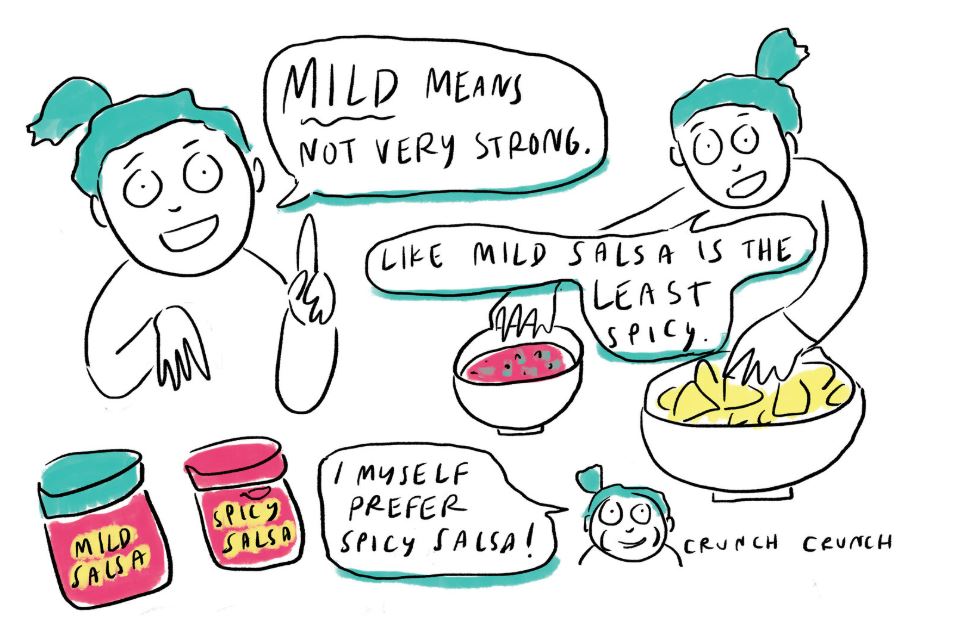 MILD MEANS
NOT VERY STRONG.
LIKE MILD SALSA IS THE
LEAST
SPICY.
MILD
SALSA
SPICY
SALSA
I MYSELF
PREFER
SPICY SALSA!
CRUNCH CRUNCH